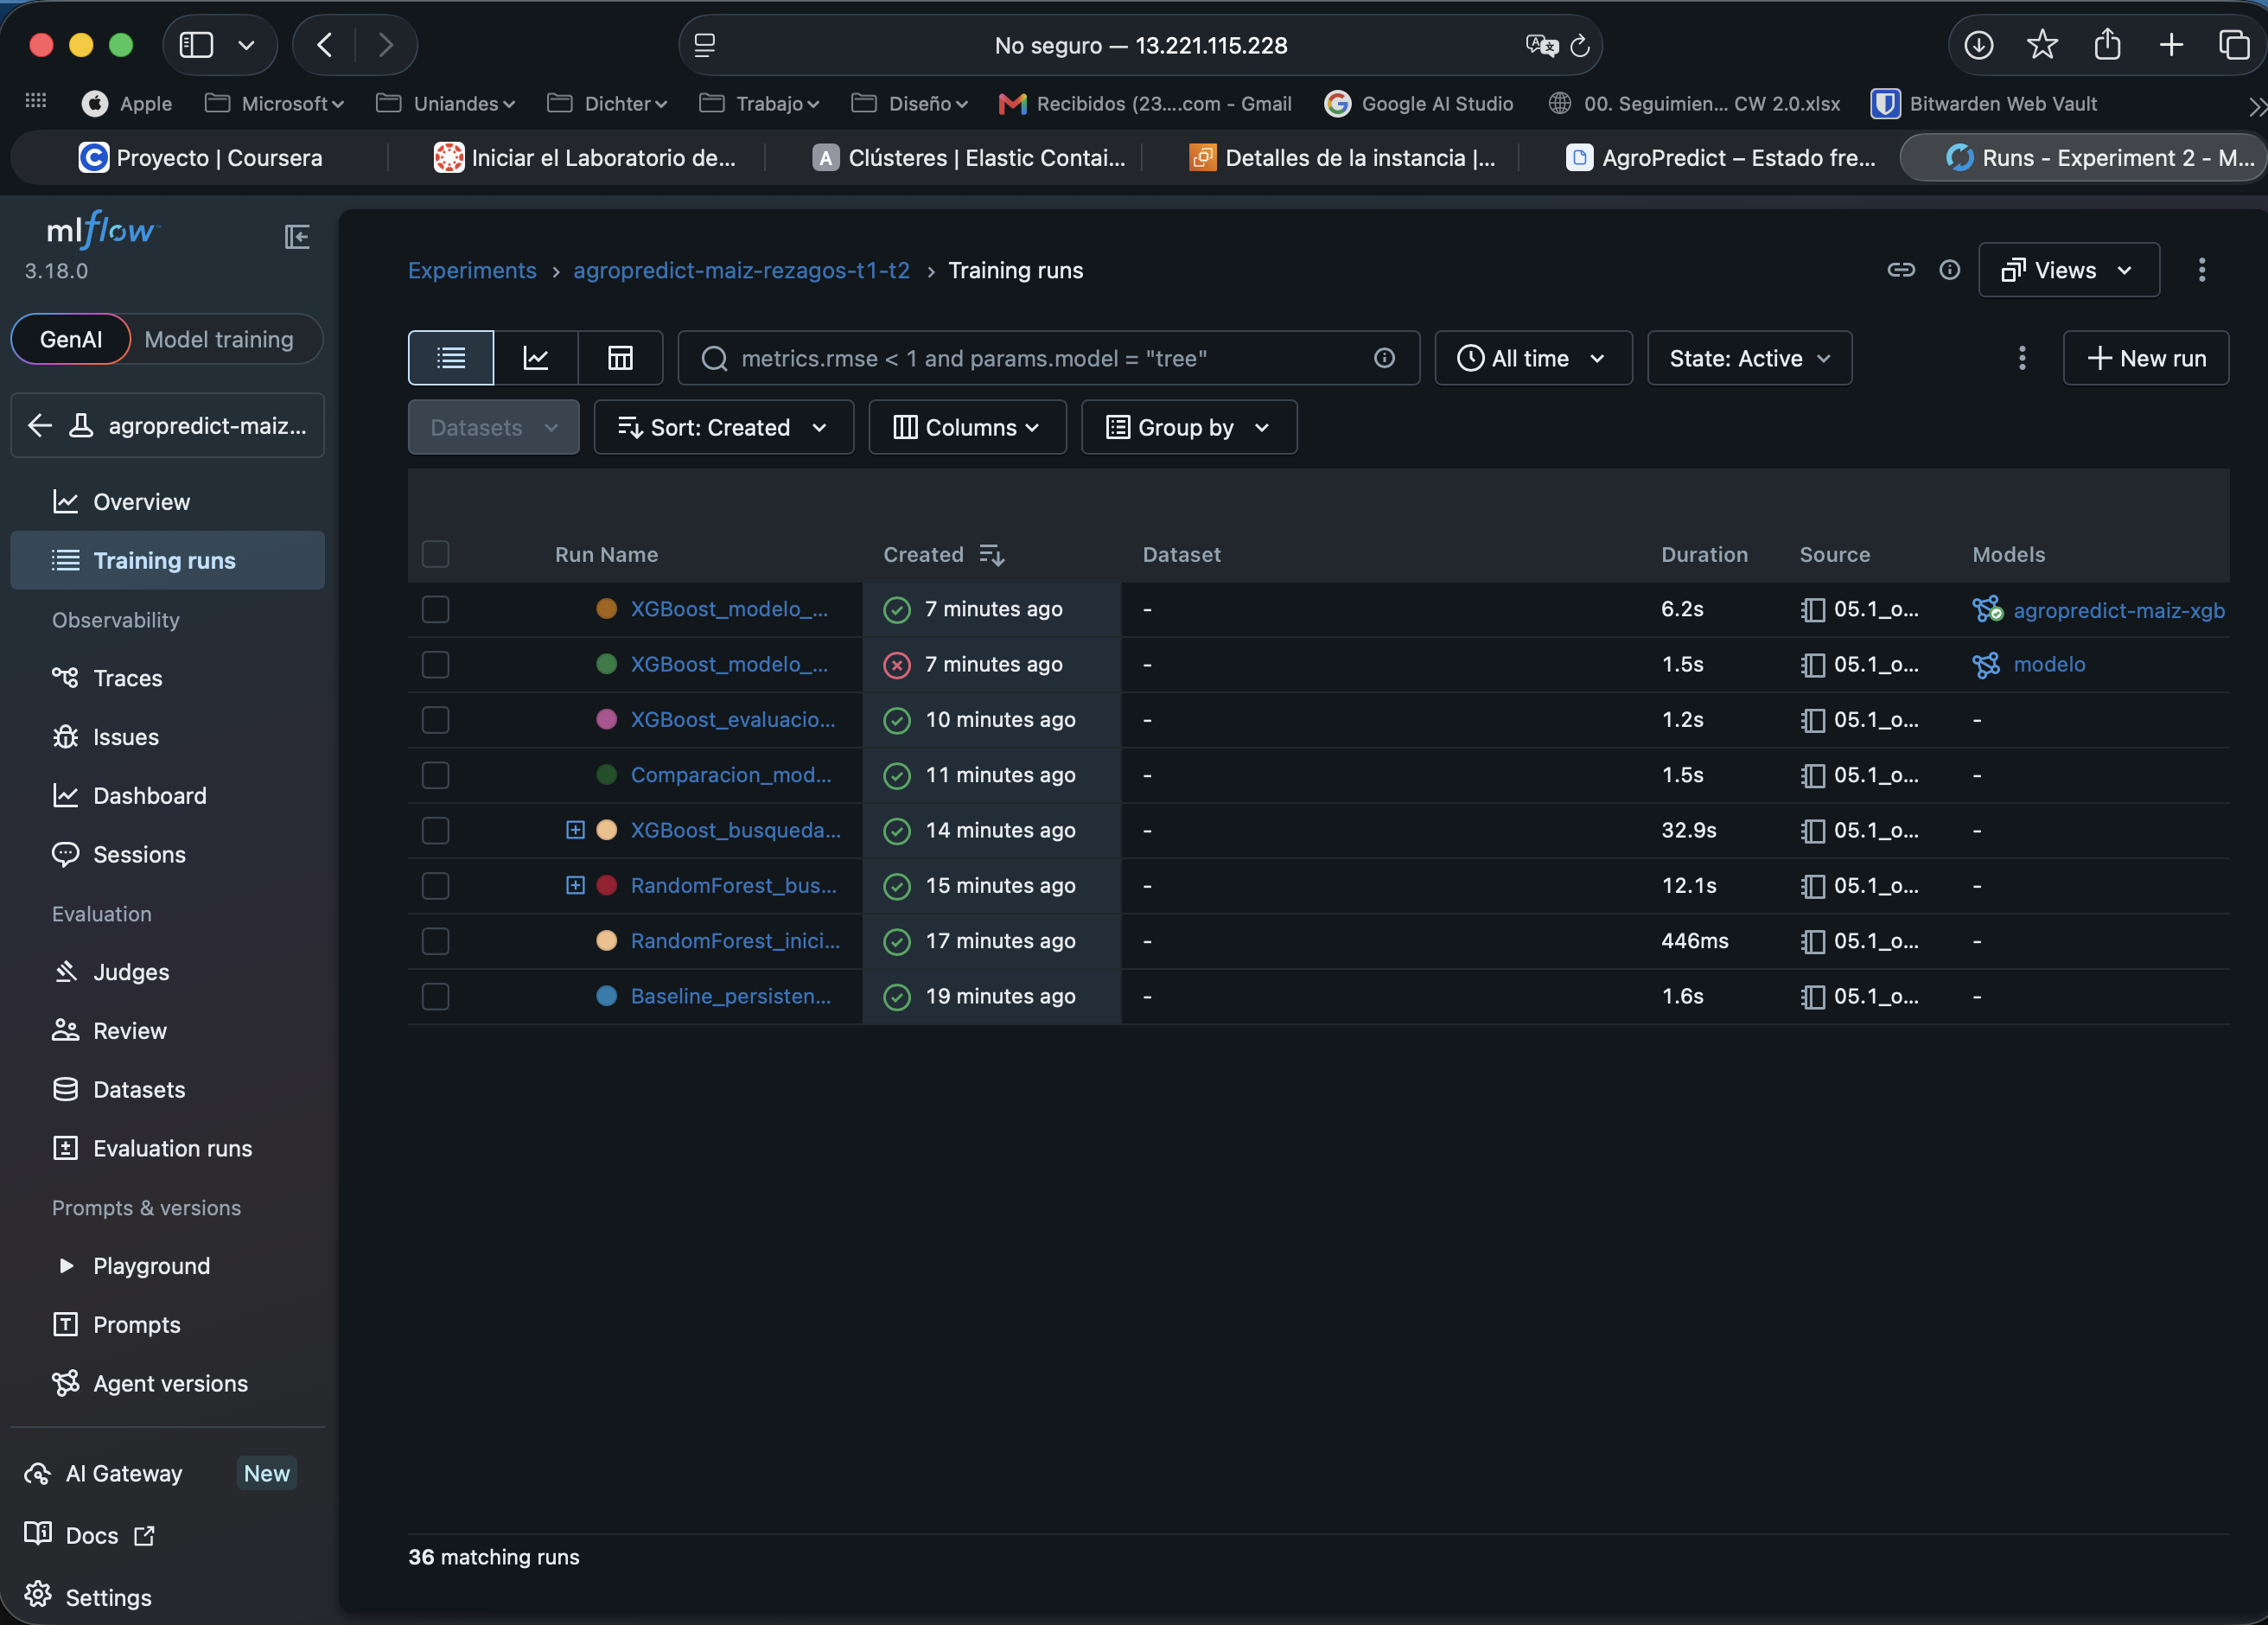 No seguro — 13.221.115.228
Apple Microsoft Uniandes Dichter Trabajo Diseño Recibidos (23....com - Gmail Google AI Studio 00. Seguimien... CW 2.0.xlsx Bitwarden Web Vault
Proyecto | Coursera Iniciar el Laboratorio de... A Clústeres | Elastic Contai... Detalles de la instancia |... AgroPredict – Estado fre... Runs - Experiment 2 - M...
mlflow
3.18.0
GenAI Model training
agropredict-maiz...
Overview
Training runs
Observability
Traces
Issues
Dashboard
Sessions
Evaluation
Judges
Review
Datasets
Evaluation runs
Prompts & versions
Playground
Prompts
Agent versions
AI Gateway New
Docs
Settings
Experiments › agropredict-maiz-rezagos-t1-t2 › Training runs
Views
metrics.rmse < 1 and params.model = "tree" All time State: Active + New run
Datasets Sort: Created Columns Group by
Run Name Created Dataset Duration Source Models
XGBoost_modelo_... 7 minutes ago - 6.2s 05.1_o... agropredict-maiz-xgb
XGBoost_modelo_... 7 minutes ago - 1.5s 05.1_o... modelo
XGBoost_evaluacio... 10 minutes ago - 1.2s 05.1_o... -
Comparacion_mod... 11 minutes ago - 1.5s 05.1_o... -
XGBoost_busqueda... 14 minutes ago - 32.9s 05.1_o... -
RandomForest_bus... 15 minutes ago - 12.1s 05.1_o... -
RandomForest_inici... 17 minutes ago - 446ms 05.1_o... -
Baseline_persisten... 19 minutes ago - 1.6s 05.1_o... -
36 matching runs